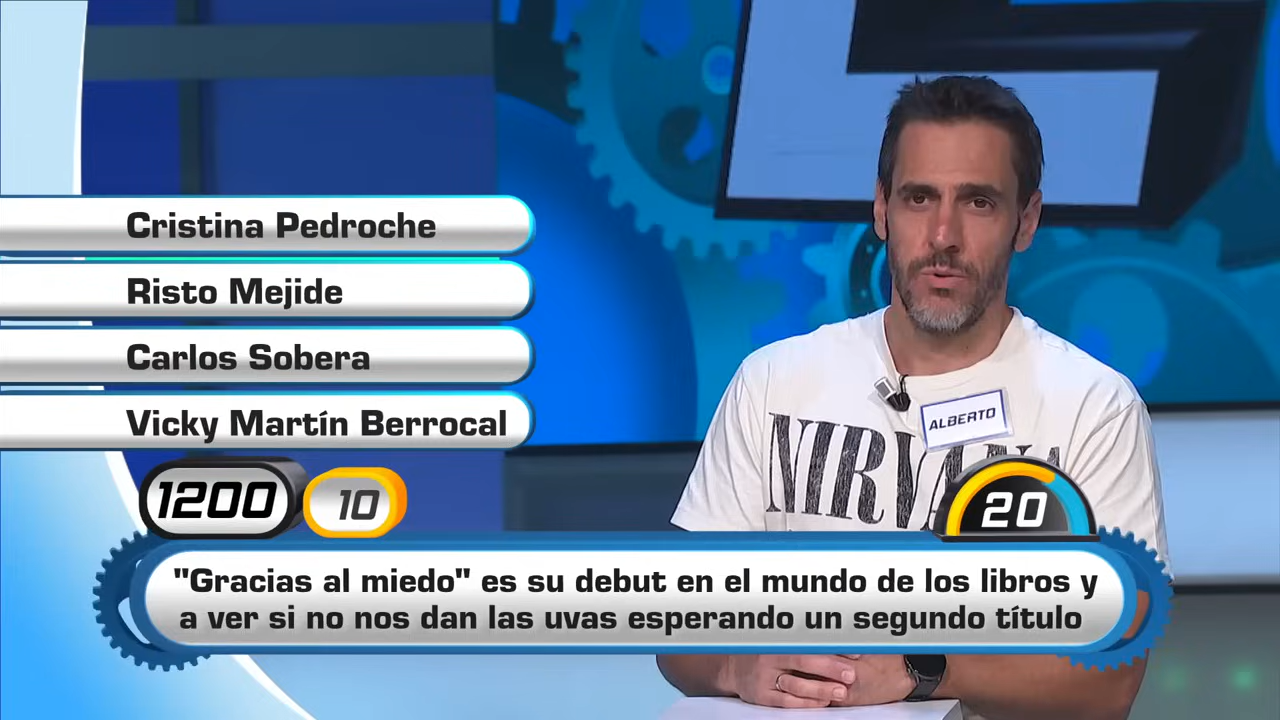 Cristina Pedroche
Risto Mejide
Carlos Sobera
Vicky Martín Berrocal
ALBERTO
NIRVANA
1200
10
20
"Gracias al miedo" es su debut en el mundo de los libros y
a ver si no nos dan las uvas esperando un segundo título